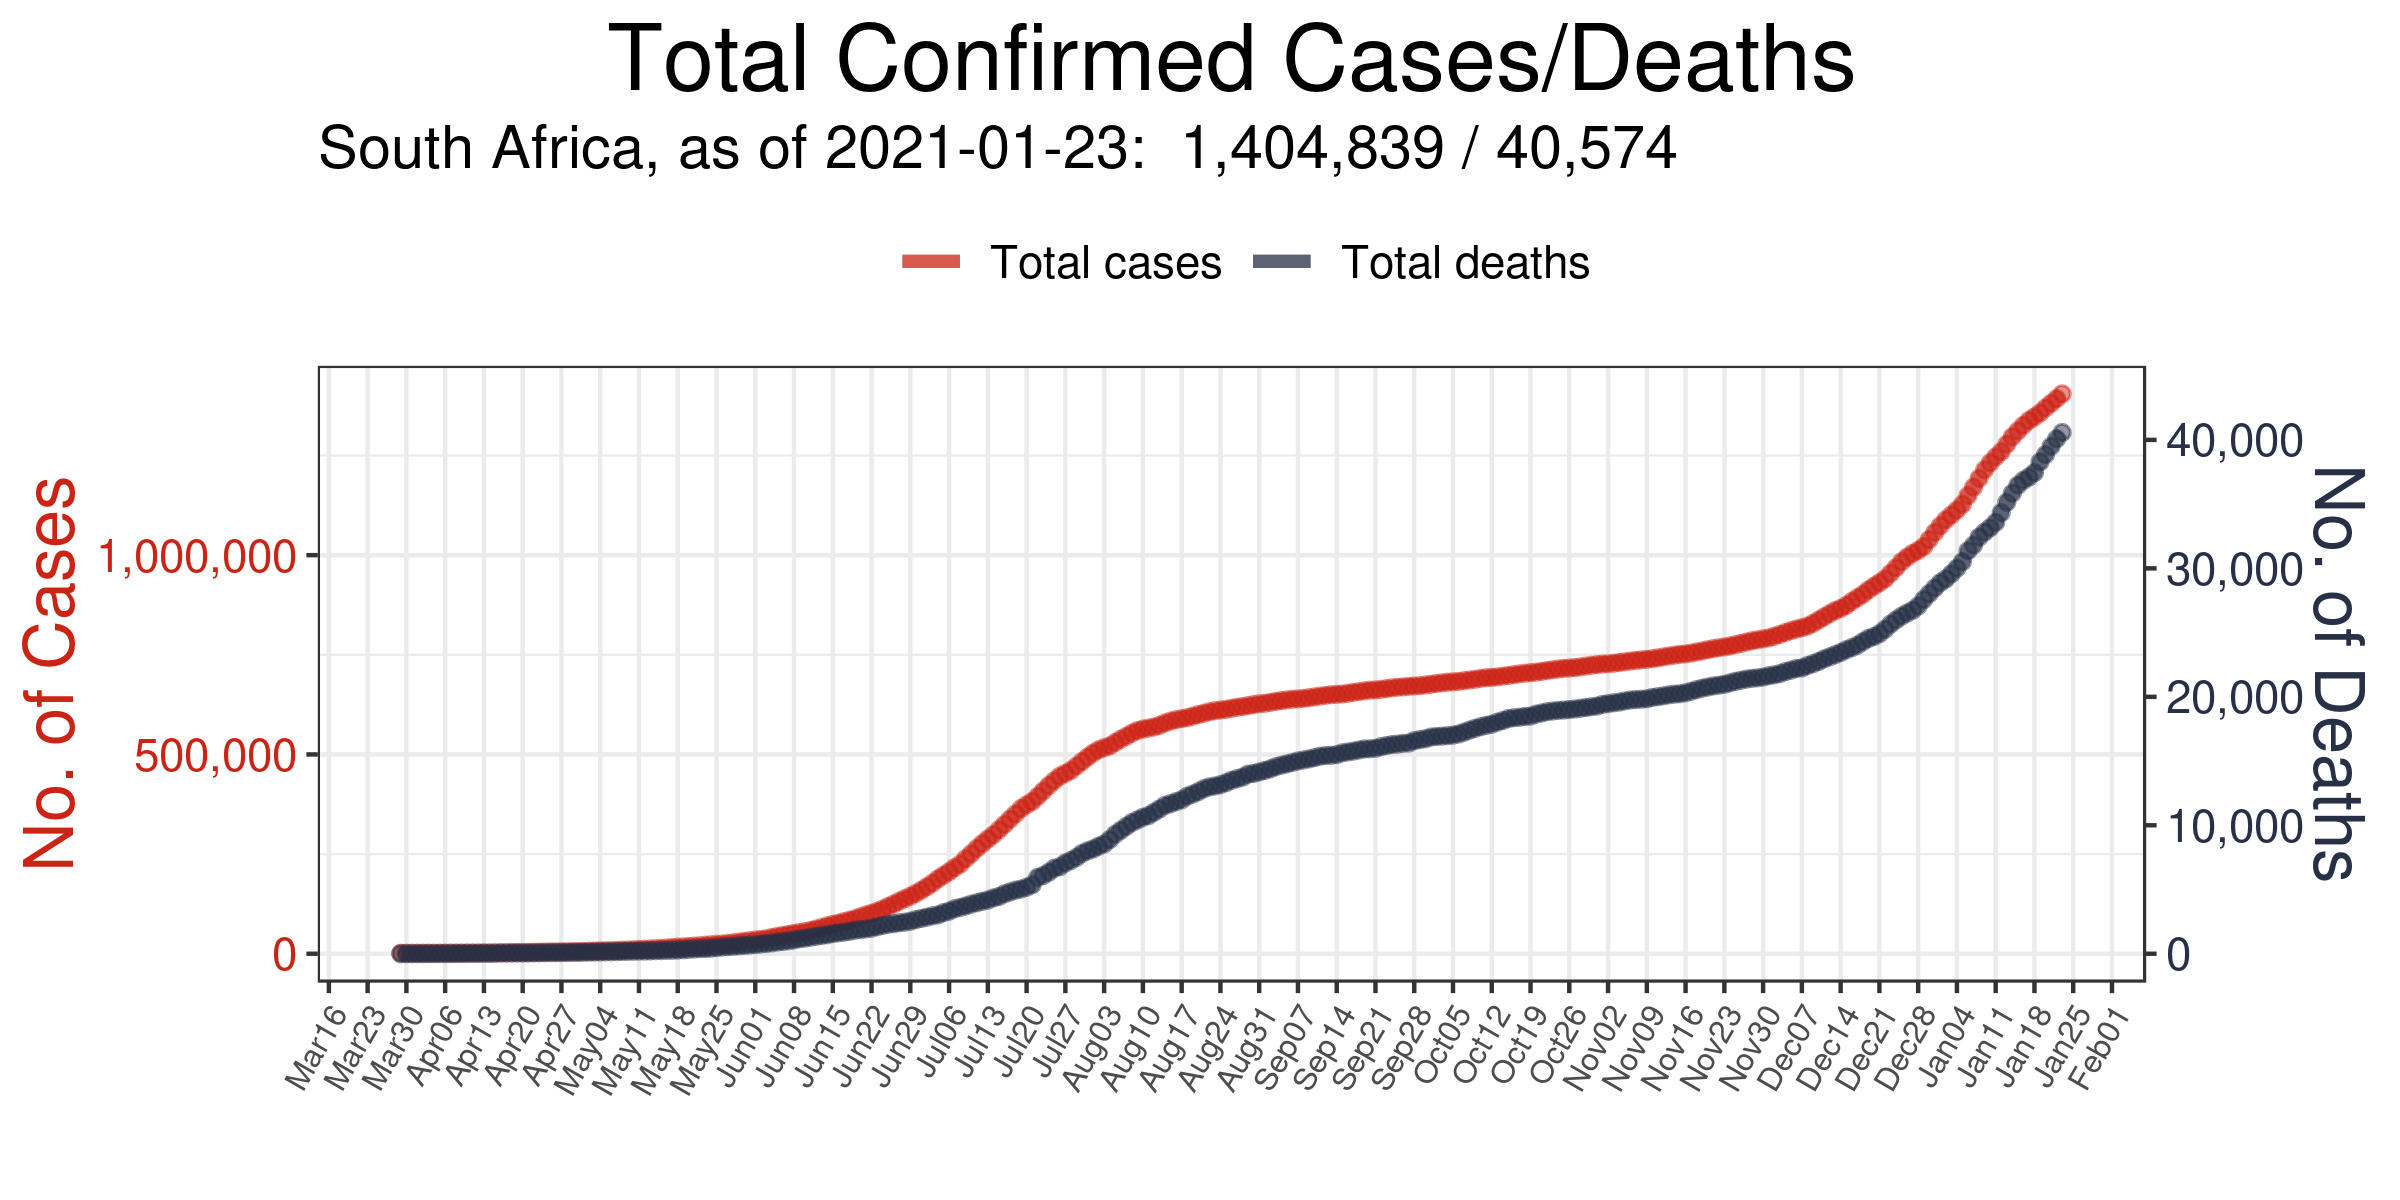 Total Confirmed Cases/Deaths
South Africa, as of 2021-01-23:  1,404,839 / 40,574
Total cases
Total deaths
No. of Cases
1,000,000
500,000
0
40,000
30,000
20,000
10,000
0
No. of Deaths
Mar16
Mar23
Mar30
Apr06
Apr13
Apr20
Apr27
May04
May11
May18
May25
Jun01
Jun08
Jun15
Jun22
Jun29
Jul06
Jul13
Jul20
Jul27
Aug03
Aug10
Aug17
Aug24
Aug31
Sep07
Sep14
Sep21
Sep28
Oct05
Oct12
Oct19
Oct26
Nov02
Nov09
Nov16
Nov23
Nov30
Dec07
Dec14
Dec21
Dec28
Jan04
Jan11
Jan18
Jan25
Feb01